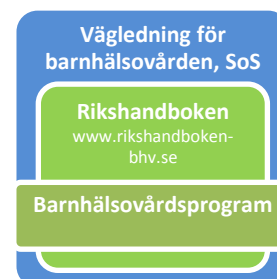 Vägledning för
barnhälsovården, SoS
Rikshandboken
www.rikshandboken-
bhv.se
Barnhälsovårdsprogram